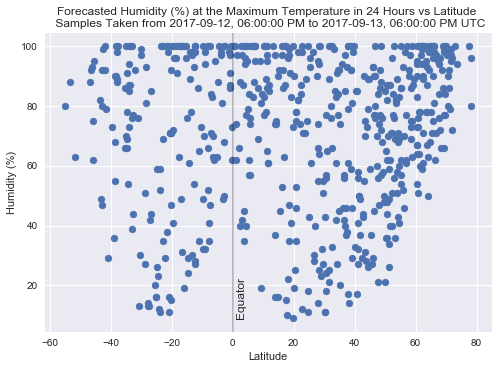 Forecasted Humidity (%) at the Maximum Temperature in 24 Hours vs Latitude
Samples Taken from 2017-09-12, 06:00:00 PM to 2017-09-13, 06:00:00 PM UTC
100
80
60
40
20
Humidity (%)
Equator
−60
−40
−20
0
20
40
60
80
Latitude